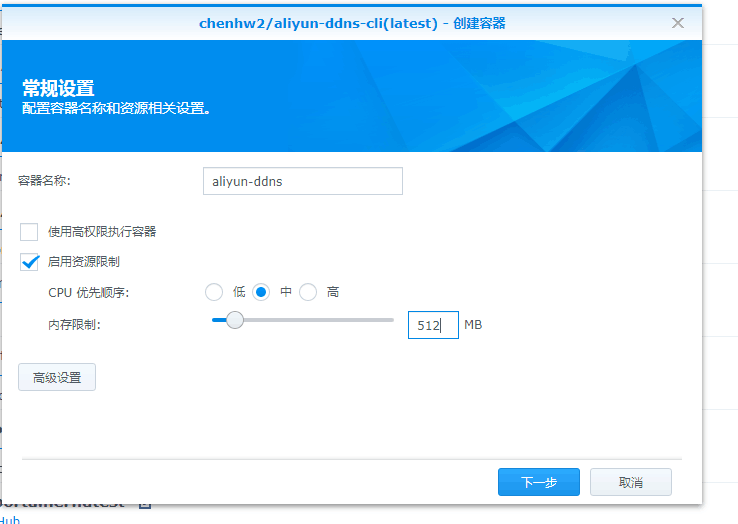 chenhw2/aliyun-ddns-cli(latest) - 创建容器
常规设置
配置容器名称和资源相关设置。
容器名称:
aliyun-ddns
使用高权限执行容器
启用资源限制
CPU 优先顺序:
低
中
高
内存限制:
512
MB
高级设置
下一步
取消
Hub